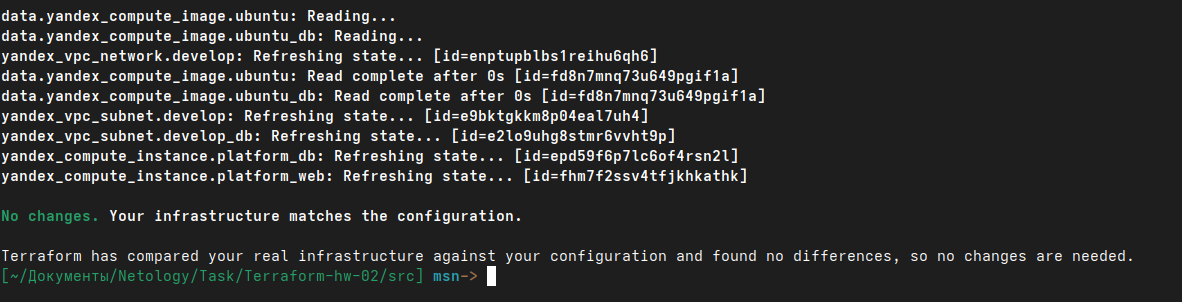 data.yandex_compute_image.ubuntu: Reading...
data.yandex_compute_image.ubuntu_db: Reading...
yandex_vpc_network.develop: Refreshing state... [id=enptupblbs1reihu6qh6]
data.yandex_compute_image.ubuntu: Read complete after 0s [id=fd8n7mnq73u649pgif1a]
data.yandex_compute_image.ubuntu_db: Read complete after 0s [id=fd8n7mnq73u649pgif1a]
yandex_vpc_subnet.develop: Refreshing state... [id=e9bktgkkm8p04eal7uh4]
yandex_vpc_subnet.develop_db: Refreshing state... [id=e2lo9uhg8stmr6vvht9p]
yandex_compute_instance.platform_db: Refreshing state... [id=epd59f6p7lc6of4rsn2l]
yandex_compute_instance.platform_web: Refreshing state... [id=fhm7f2ssv4tfjkhkathk]
No changes. Your infrastructure matches the configuration.
Terraform has compared your real infrastructure against your configuration and found no differences, so no changes are needed.
[~/Документы/Netology/Task/Terraform-hw-02/src] msn->